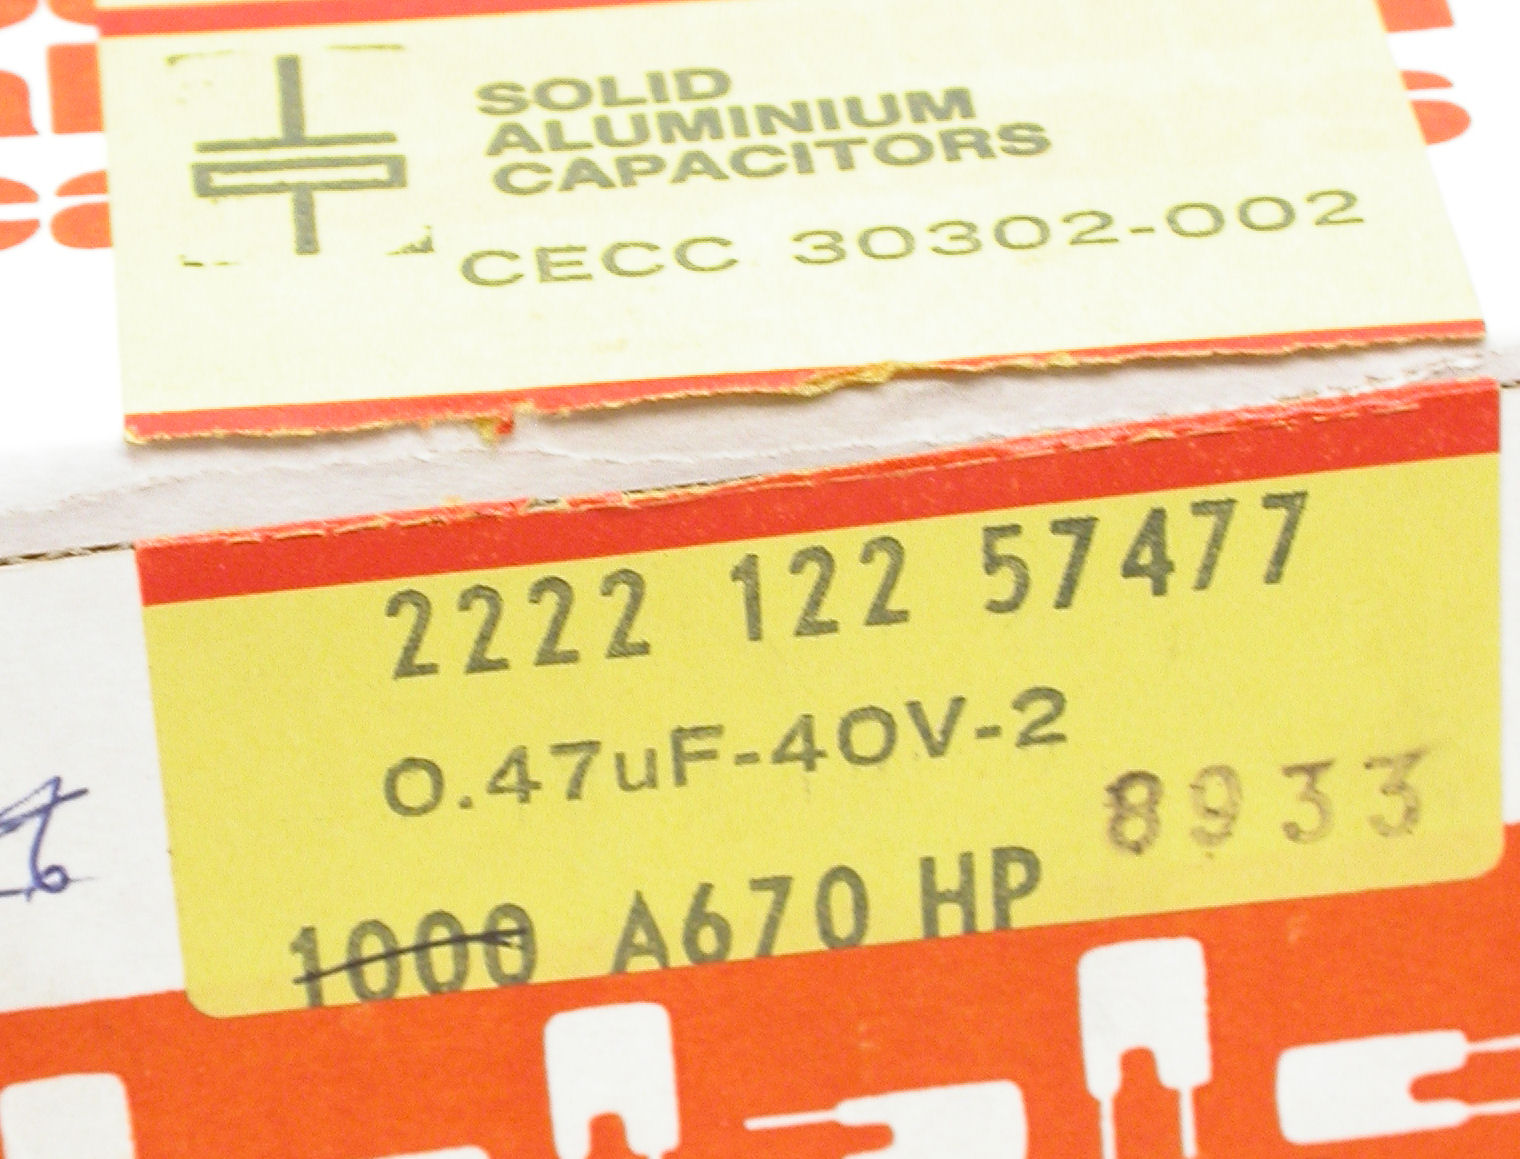 SOLID
ALUMINIUM
CAPACITORS
CECC 30302-002
2222 122 57477
0.47uF-40V-2
8933
1000 A670 HP